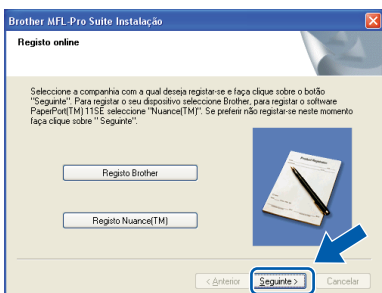 Brother MFL-Pro Suite Instalação
Registo online
Seleccione a companhia com a qual deseja registar-se e faça clique sobre o botão
"Seguinte". Para registar o seu dispositivo seleccione Brother, para registar o software
PaperPort(TM) 11SE seleccione "Nuance(TM)". Se preferir não registar-se neste momento
faça clique sobre " Seguinte".
Registo Brother
Registo Nuance(TM)
< Anterior Seguinte > Cancelar